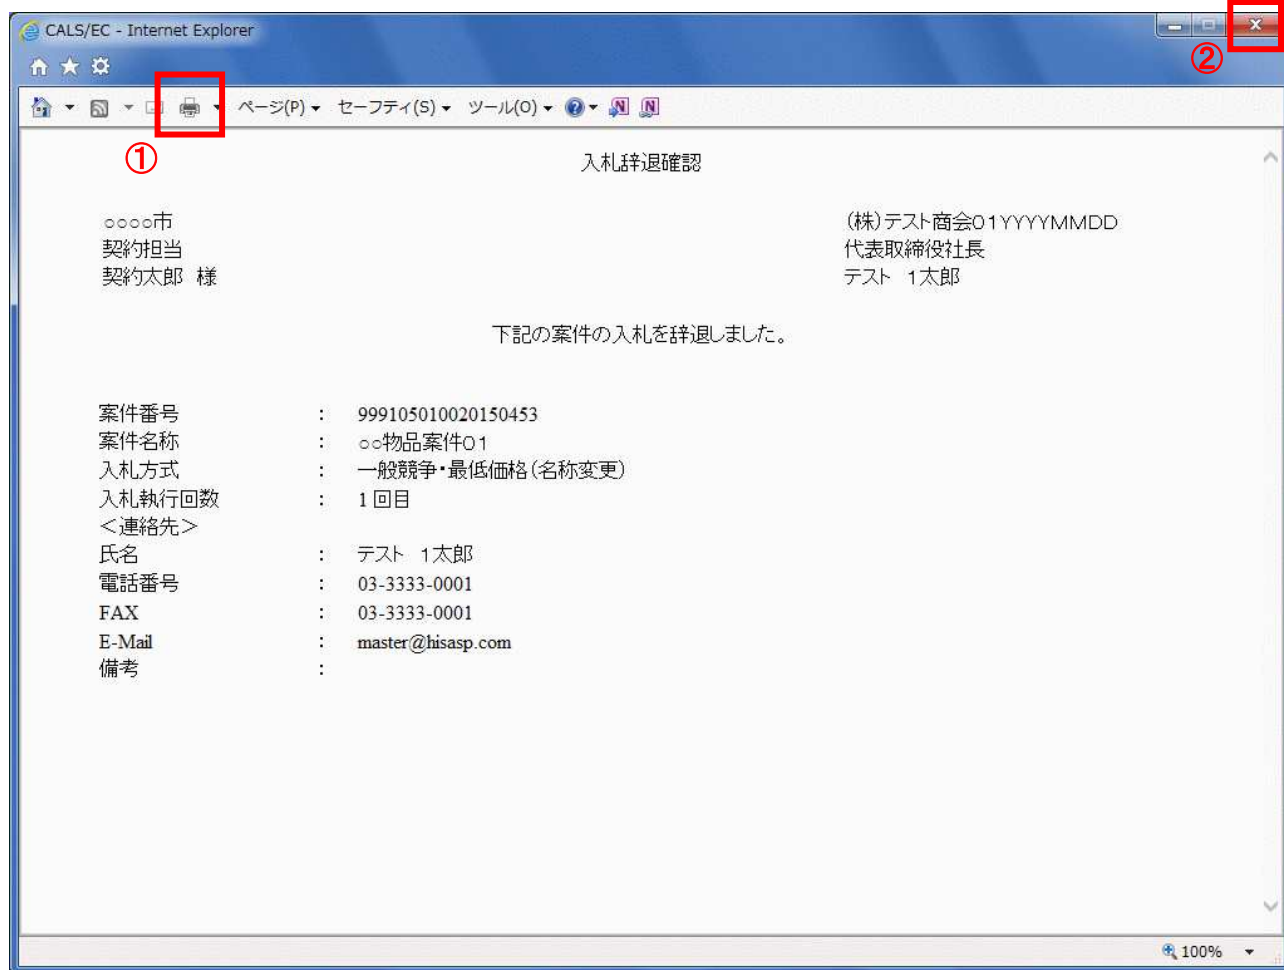 CALS/EC - Internet Explorer
②
ページ(P) セーフティ(S) ツール(O)
①
入札辞退確認
○○○○市
契約担当
契約太郎 様
(株)テスト商会01YYYYMMDD
代表取締役社長
テスト 1太郎
下記の案件の入札を辞退しました。
案件番号 : 999105010020150453
案件名称 : ○○物品案件01
入札方式 : 一般競争・最低価格(名称変更)
入札執行回数 : 1回目
<連絡先>
氏名 : テスト 1太郎
電話番号 : 03-3333-0001
FAX : 03-3333-0001
E-Mail : master@hisasp.com
備考 :
100%